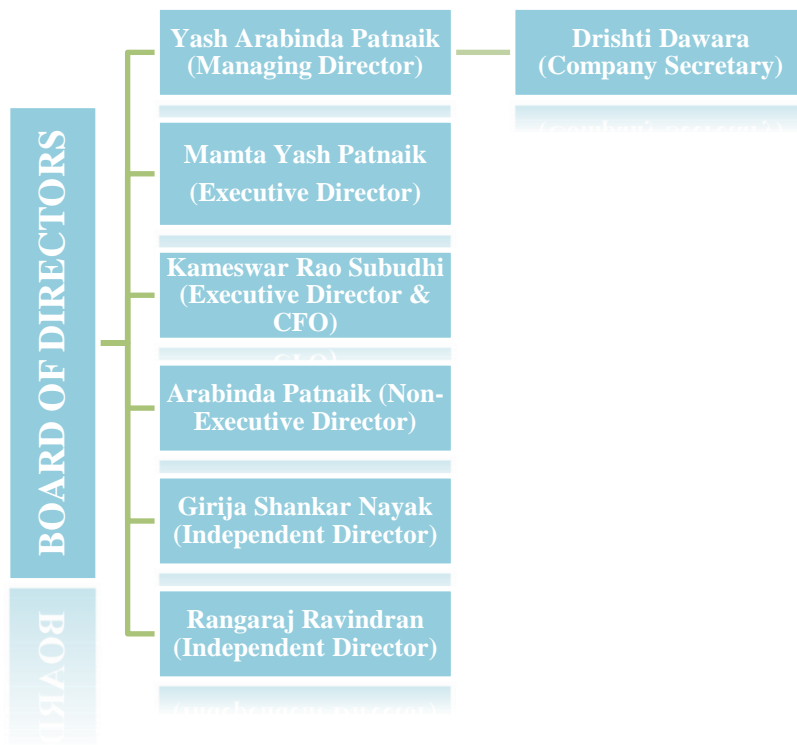 BOARD OF DIRECTORS
Yash Arabinda Patnaik
(Managing Director)
Drishti Dawara
(Company Secretary)
Mamta Yash Patnaik
(Executive Director)
Kameswar Rao Subudhi
(Executive Director &
CFO)
Arabinda Patnaik (Non-
Executive Director)
Girija Shankar Nayak
(Independent Director)
Rangaraj Ravindran
(Independent Director)